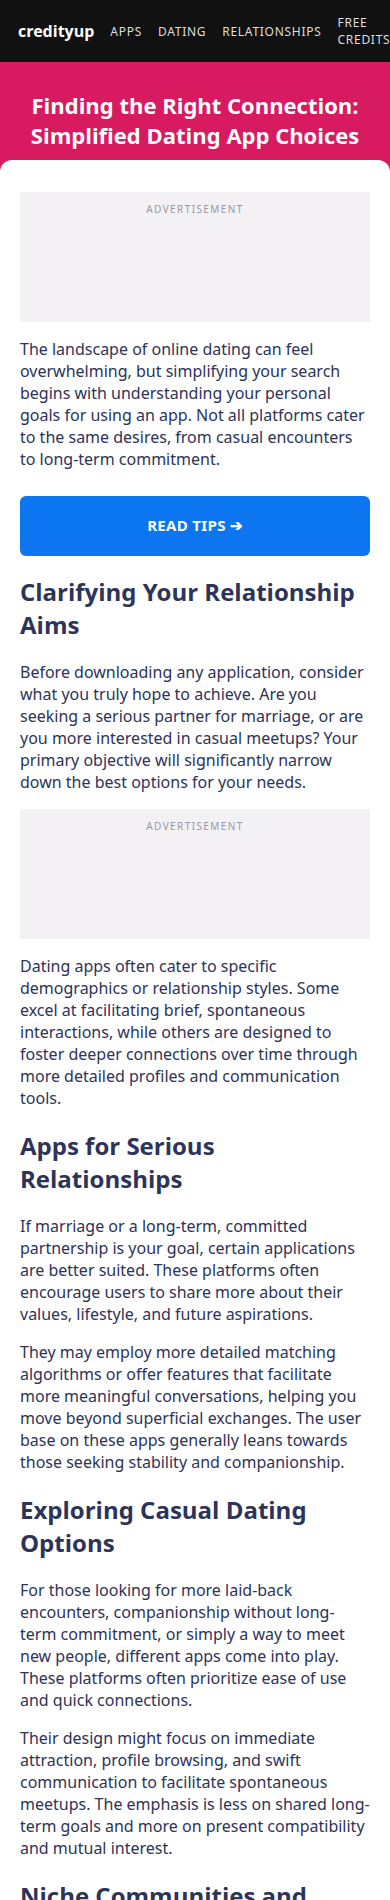 credityup APPS DATING RELATIONSHIPS FREE CREDITS
Finding the Right Connection:
Simplified Dating App Choices
ADVERTISEMENT
The landscape of online dating can feel
overwhelming, but simplifying your search
begins with understanding your personal
goals for using an app. Not all platforms cater
to the same desires, from casual encounters
to long-term commitment.
READ TIPS ➔
Clarifying Your Relationship
Aims
Before downloading any application, consider
what you truly hope to achieve. Are you
seeking a serious partner for marriage, or are
you more interested in casual meetups? Your
primary objective will significantly narrow
down the best options for your needs.
ADVERTISEMENT
Dating apps often cater to specific
demographics or relationship styles. Some
excel at facilitating brief, spontaneous
interactions, while others are designed to
foster deeper connections over time through
more detailed profiles and communication
tools.
Apps for Serious
Relationships
If marriage or a long-term, committed
partnership is your goal, certain applications
are better suited. These platforms often
encourage users to share more about their
values, lifestyle, and future aspirations.
They may employ more detailed matching
algorithms or offer features that facilitate
more meaningful conversations, helping you
move beyond superficial exchanges. The user
base on these apps generally leans towards
those seeking stability and companionship.
Exploring Casual Dating
Options
For those looking for more laid-back
encounters, companionship without long-
term commitment, or simply a way to meet
new people, different apps come into play.
These platforms often prioritize ease of use
and quick connections.
Their design might focus on immediate
attraction, profile browsing, and swift
communication to facilitate spontaneous
meetups. The emphasis is less on shared long-
term goals and more on present compatibility
and mutual interest.
Niche Communities and